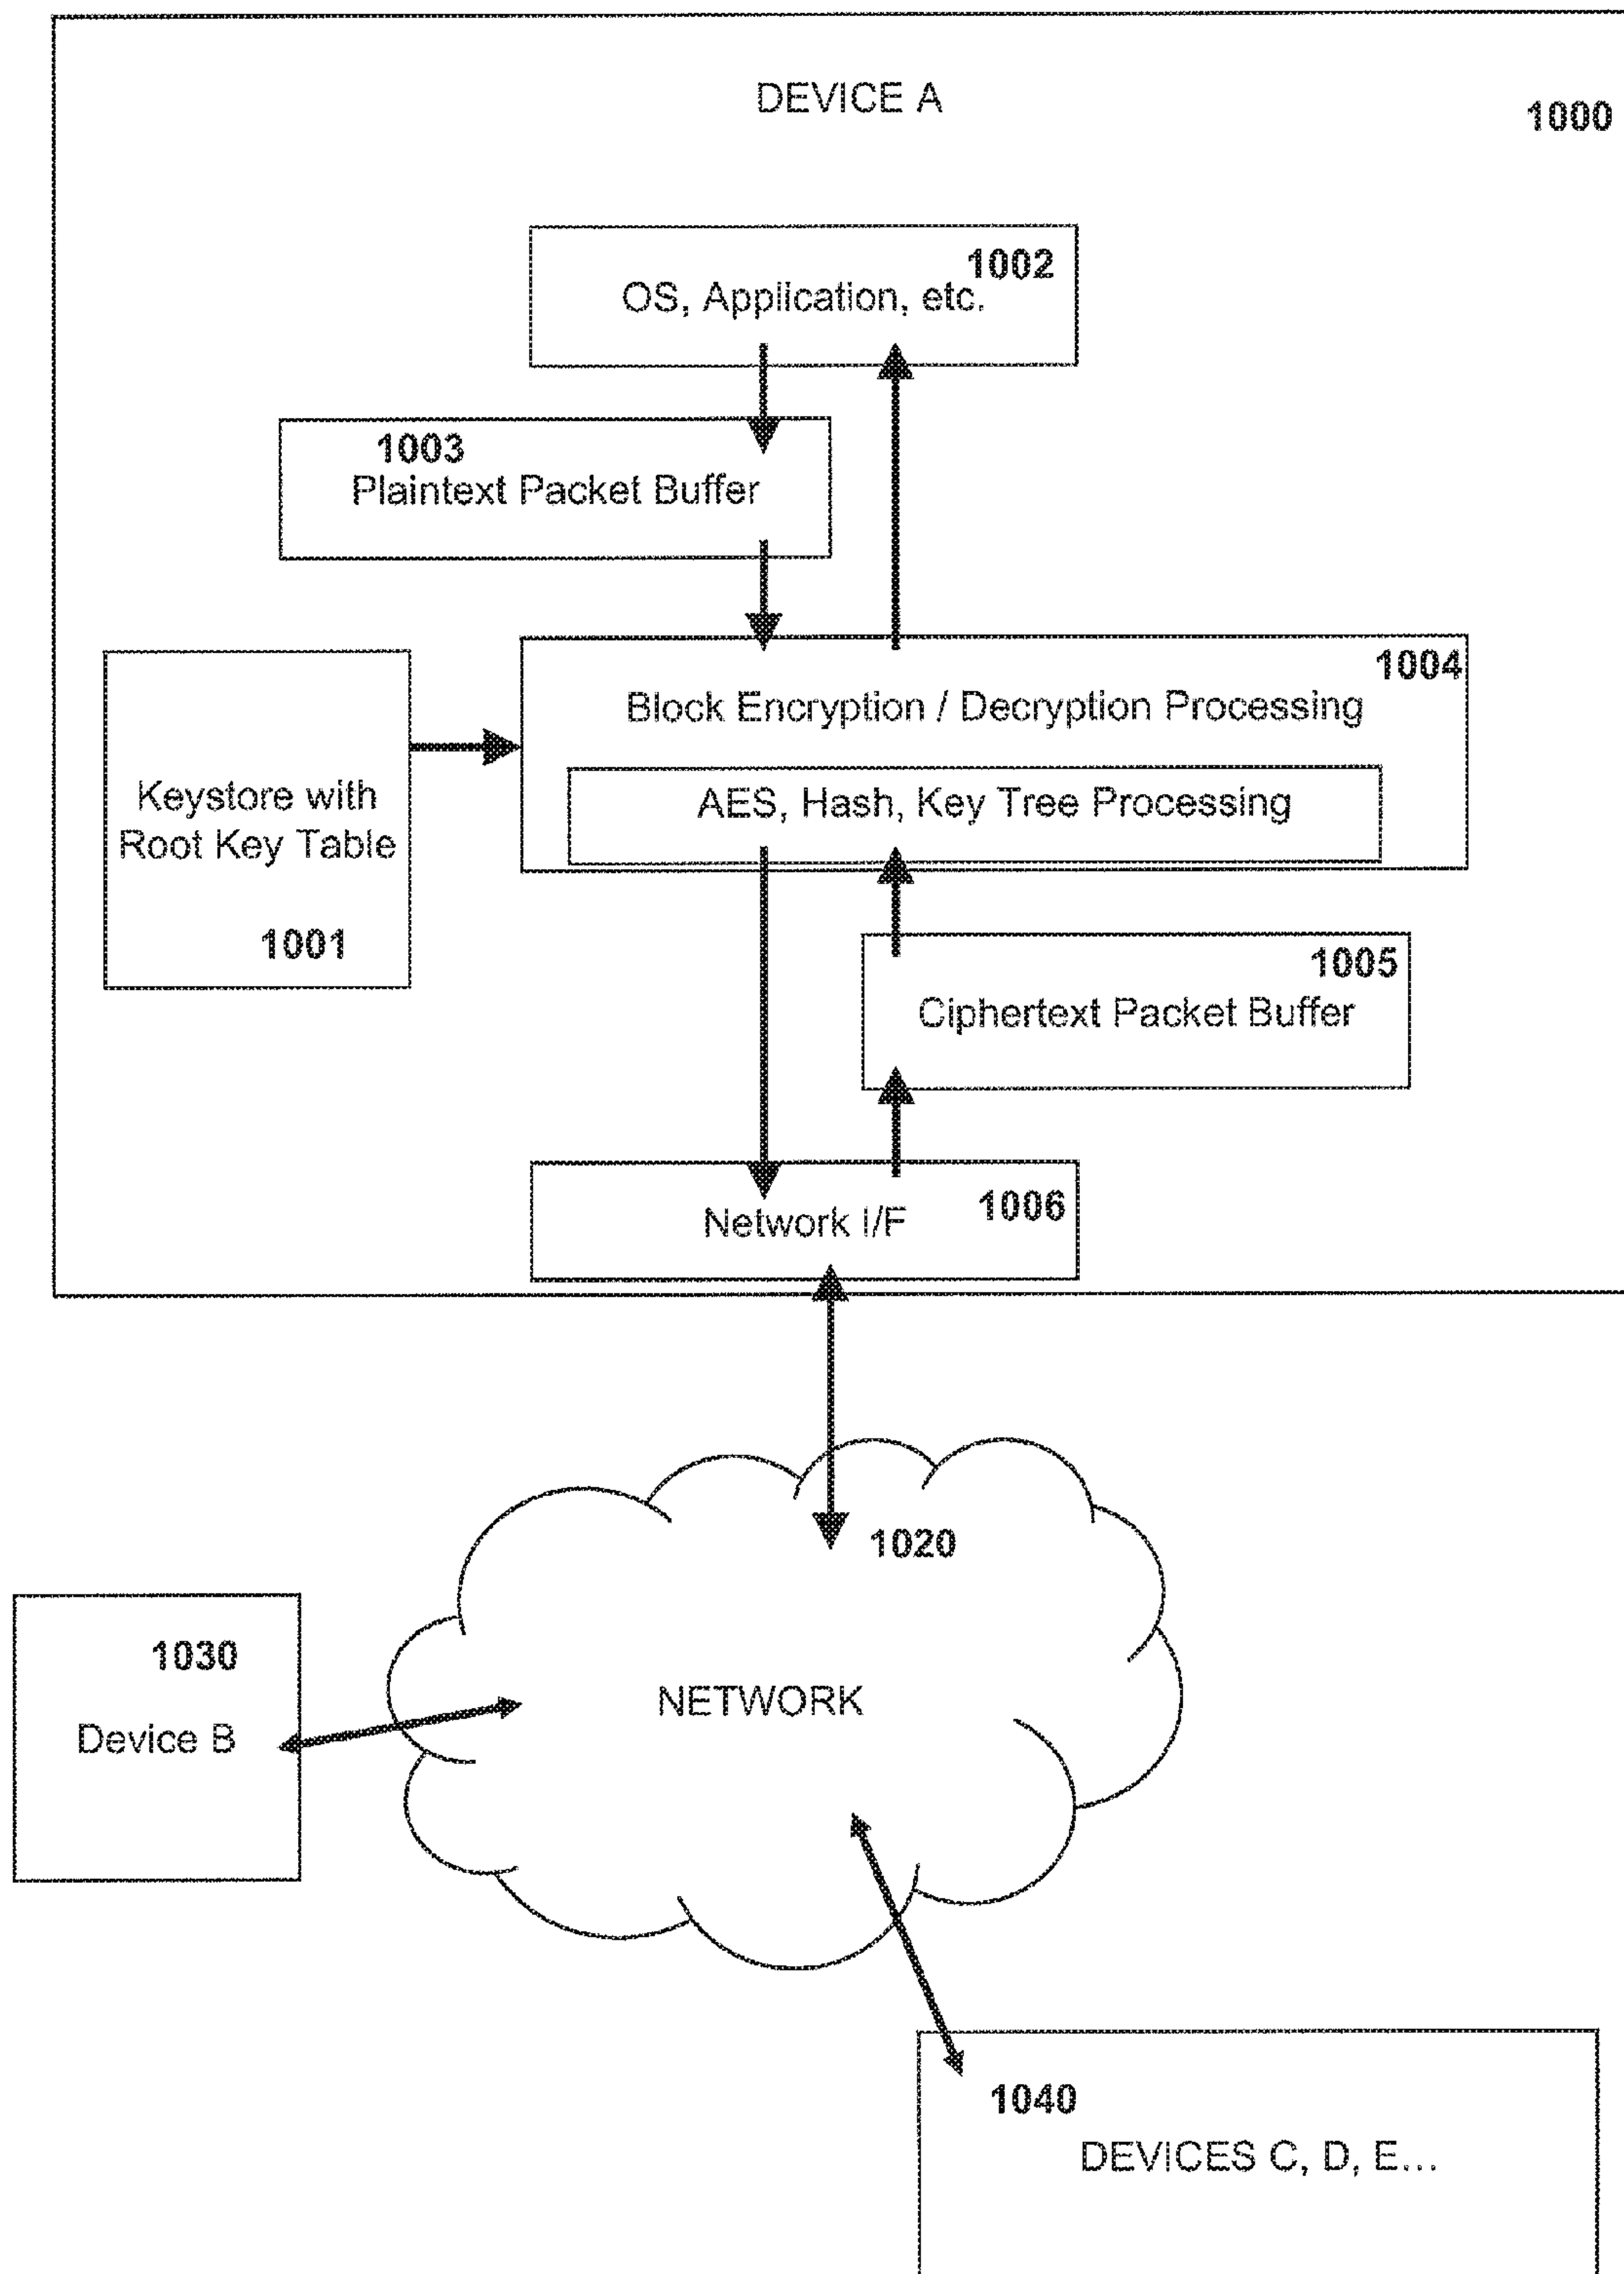 DEVICE A
1000
1002
OS, Application, etc.
1003
Plaintext Packet Buffer
1004
Block Encryption / Decryption Processing
AES, Hash, Key Tree Processing
Keystore with
Root Key Table
1001
1005
Ciphertext Packet Buffer
1006
Network I/F
1020
1030
Device B
NETWORK
1040
DEVICES C, D, E...